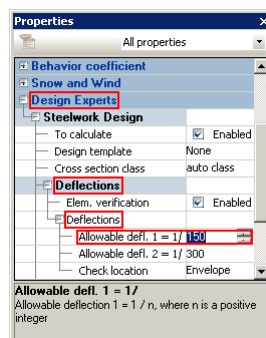 Properties
All properties
Behavior coefficient
Snow and Wind
Design Experts
Steelwork Design
To calculate Enabled
Design template None
Cross section class auto class
Deflections
Elem. verification Enabled
Deflections
Allowable defl. 1 = 1/ 150
Allowable defl. 2 = 1/ 300
Check location Envelope
Allowable defl. 1 = 1/
Allowable deflection 1 = 1 / n, where n is a positive
integer